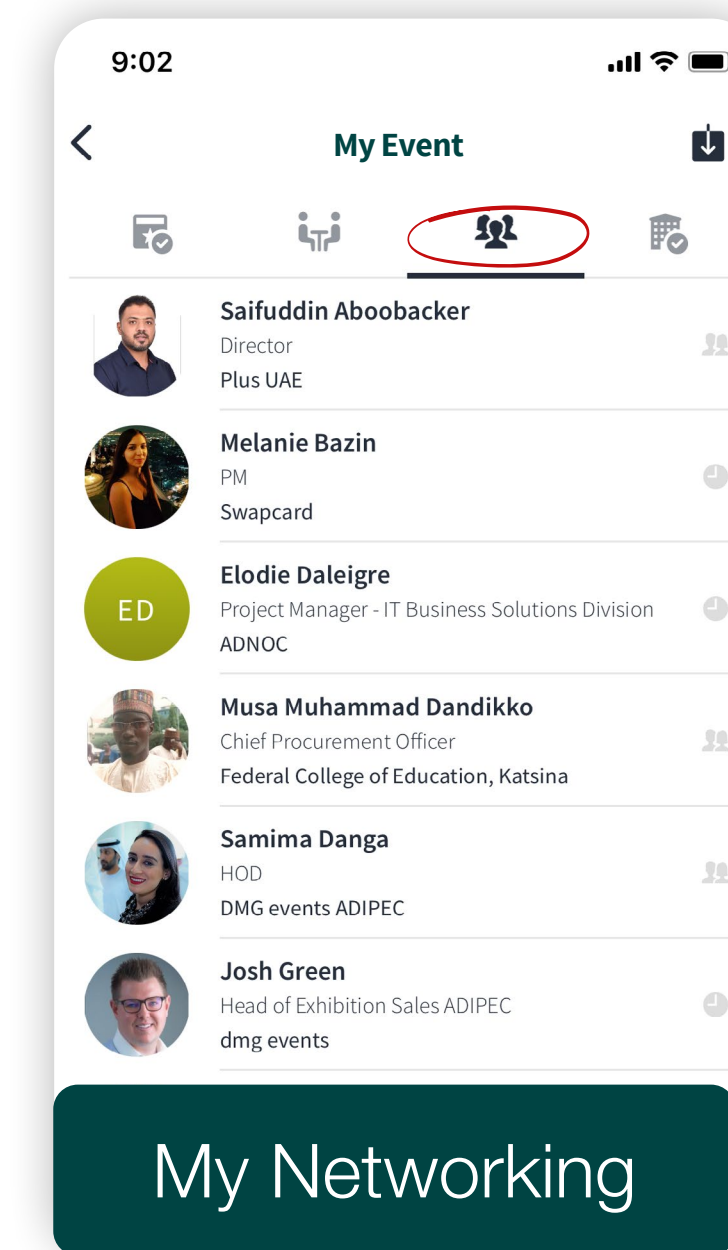 9:02
My Event
Saifuddin Aboobacker
Director
Plus UAE
Melanie Bazin
PM
Swapcard
ED
Elodie Daleigre
Project Manager - IT Business Solutions Division
ADNOC
Musa Muhammad Dandikko
Chief Procurement Officer
Federal College of Education, Katsina
Samima Danga
HOD
DMG events ADIPEC
Josh Green
Head of Exhibition Sales ADIPEC
dmg events
My Networking